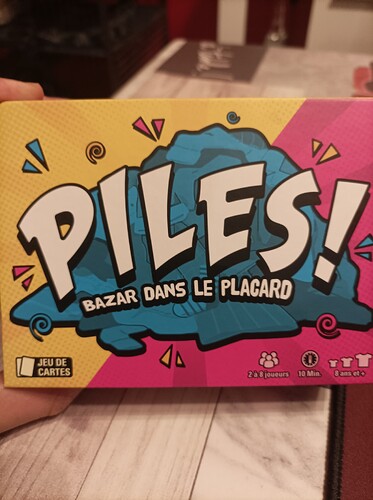 PILES!
BAZAR DANS LE PLACARD
JEU DE
CARTES
2 à 8 joueurs
10 Min
8 ans et +